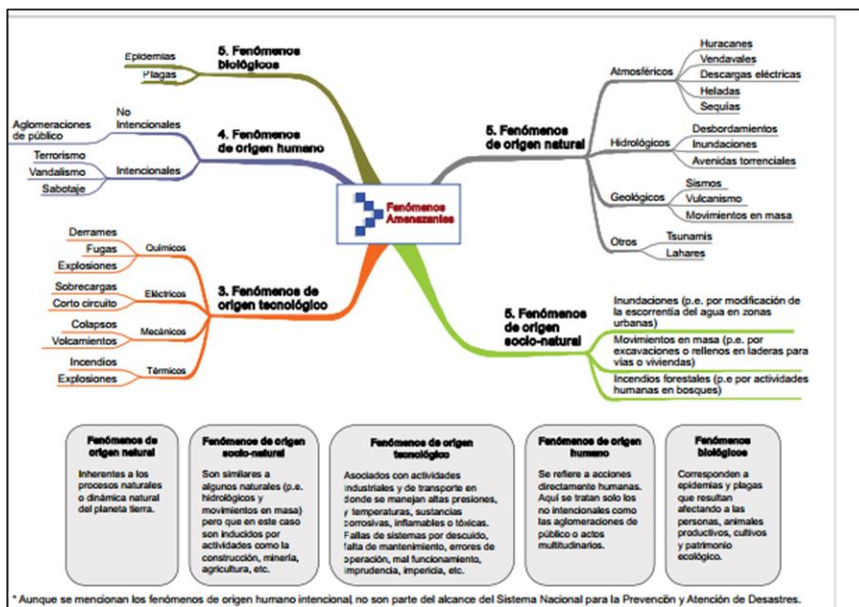 5. Fenómenos
biológicos
Epidemias
Plagas
4. Fenómenos
de origen humano
No
Intencionales
Aglomeraciones
de público
Intencionales
Terrorismo
Vandalismo
Sabotaje
3. Fenómenos de
origen tecnológico
Químicos
Derrames
Fugas
Explosiones
Eléctricos
Sobrecargas
Corto circuito
Mecánicos
Colapsos
Volcamientos
Térmicos
Incendios
Explosiones
Fenómenos
Amenazantes
5. Fenómenos
de origen natural
Atmosféricos
Huracanes
Vendavales
Descargas eléctricas
Heladas
Sequías
Hidrológicos
Desbordamientos
Inundaciones
Avenidas torrenciales
Geológicos
Sismos
Vulcanismo
Movimientos en masa
Otros
Tsunamis
Lahares
5. Fenómenos
de origen
socio-natural
Inundaciones (p.e. por modificación de
la escorrentía del agua en zonas
urbanas)
Movimientos en masa (p.e. por
excavaciones o rellenos en laderas para
vías o viviendas)
Incendios forestales (p.e por actividades
humanas en bosques)
Fenómenos de
origen natural
Inherentes a los
procesos naturales
o dinámica natural
del planeta tierra.
Fenómenos de origen
socio-natural
Son similares a
algunos naturales (p.e.
hidrológicos y
movimientos en masa)
pero que en este caso
son inducidos por
actividades como la
construcción, minería,
agricultura, etc.
Fenómenos de origen
tecnológico
Asociados con actividades
industriales y de transporte en
donde se manejan altas presiones,
y temperaturas, sustancias
corrosivas, inflamables o tóxicas.
Fallas de sistemas por descuido,
falta de mantenimiento, errores de
operación, mal funcionamiento,
imprudencia, impericia, etc.
Fenómenos de origen
humano
Se refiere a acciones
directamente humanas.
Aquí se tratan solo los
no intencionales como
las aglomeraciones de
público o actos
multitudinarios.
Fenómenos
biológicos
Corresponden a
epidemias y plagas
que resultan
afectando a las
personas, animales
productivos, cultivos
y patrimonio
ecológico.
* Aunque se mencionan los fenómenos de origen humano intencional, no son parte del alcance del Sistema Nacional para la Prevención y Atención de Desastres.